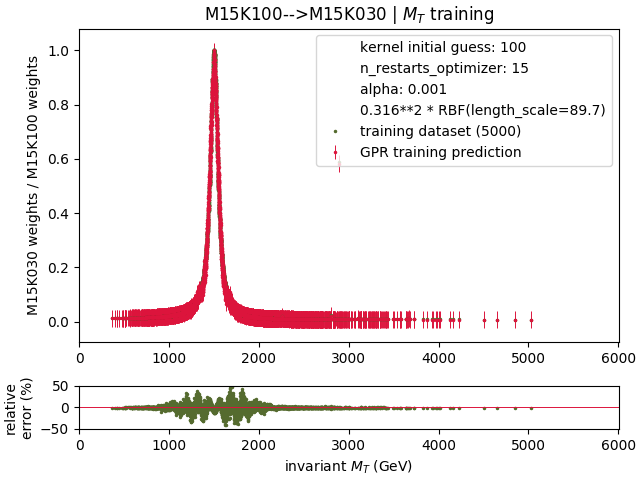 M15K100-->M15K030 | M_T training
M15K030 weights / M15K100 weights
1.0
0.8
0.6
0.4
0.2
0.0
kernel initial guess: 100
n_restarts_optimizer: 15
alpha: 0.001
0.316**2 * RBF(length_scale=89.7)
training dataset (5000)
GPR training prediction
0 1000 2000 3000 4000 5000 6000
relative
error (%)
50
0
−50
0 1000 2000 3000 4000 5000 6000
invariant M_T (GeV)